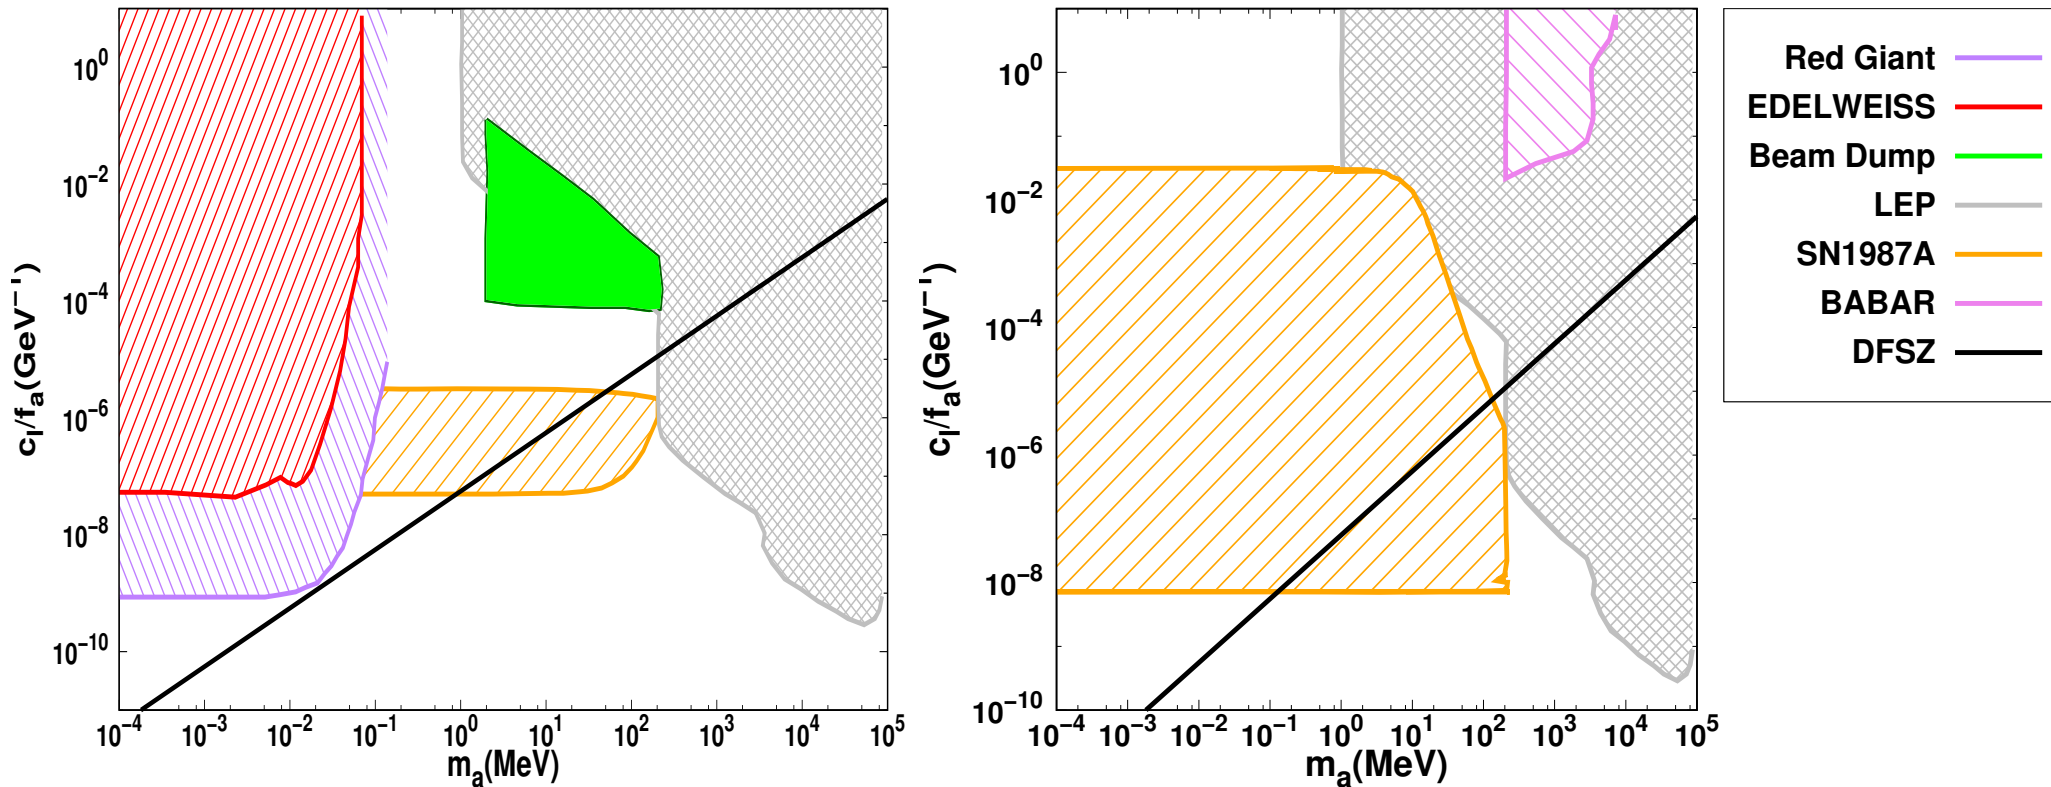 10^0
10^−2
10^−4
10^−6
10^−8
10^−10
c_l/f_a(GeV^−1)
10^−4 10^−3 10^−2 10^−1 10^0 10^1 10^2 10^3 10^4 10^5
m_a(MeV)
10^0
10^−2
10^−4
10^−6
10^−8
10^−10
c_l/f_a(GeV^−1)
10^−4 10^−3 10^−2 10^−1 10^0 10^1 10^2 10^3 10^4 10^5
m_a(MeV)
Red Giant
EDELWEISS
Beam Dump
LEP
SN1987A
BABAR
DFSZ